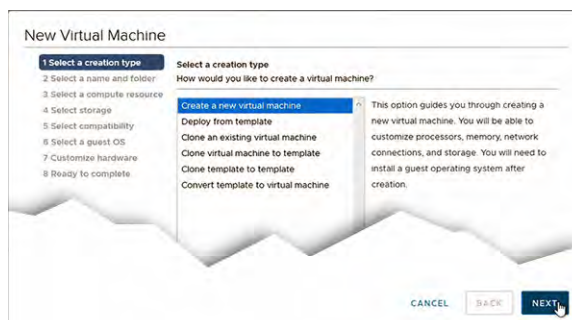 New Virtual Machine
1 Select a creation type
2 Select a name and folder
3 Select a compute resource
4 Select storage
5 Select compatibility
6 Select a guest OS
7 Customize hardware
8 Ready to complete
Select a creation type
How would you like to create a virtual machine?
Create a new virtual machine
Deploy from template
Clone an existing virtual machine
Clone virtual machine to template
Clone template to template
Convert template to virtual machine
This option guides you through creating a
new virtual machine. You will be able to
customize processors, memory, network
connections, and storage. You will need to
install a guest operating system after
creation.
CANCEL
BACK
NEXT